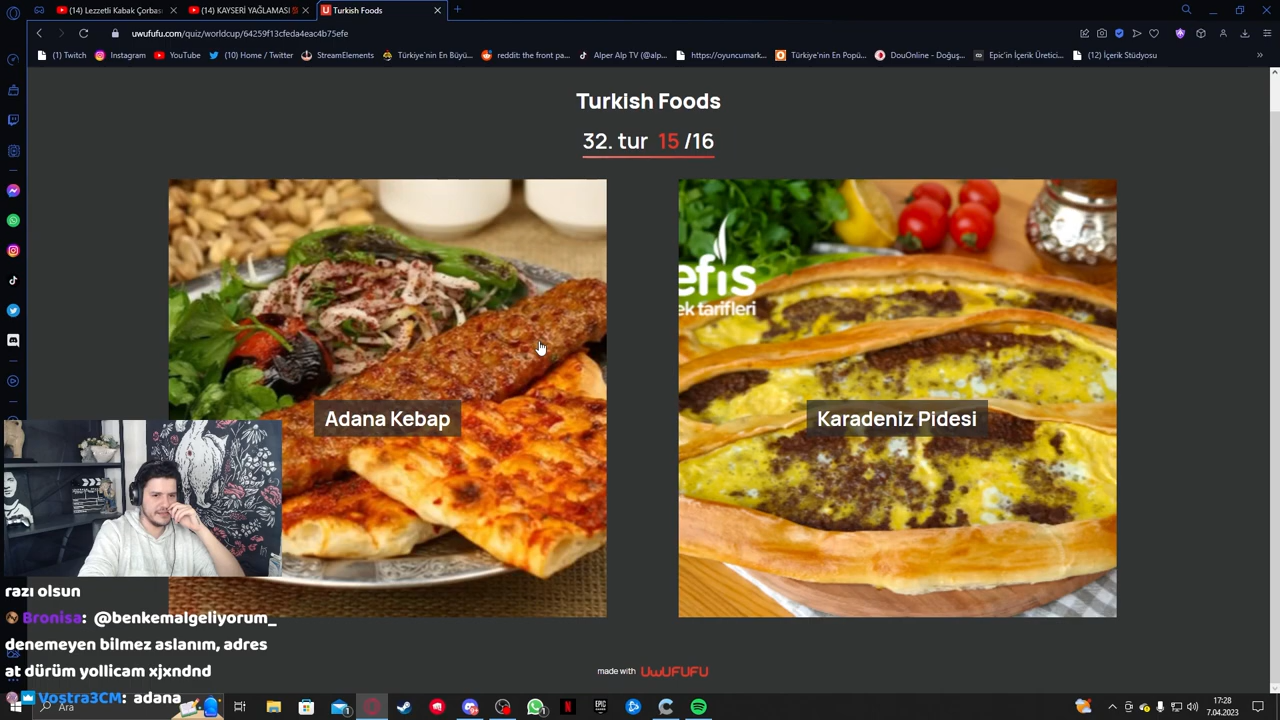 (14) Lezzetli Kabak Çorbası
(14) KAYSERİ YAĞLAMASI
Turkish Foods
uwufufu.com/quiz/worldcup/64259f13cfeda4eac4b75efe
(1) Twitch
Instagram
YouTube
(10) Home / Twitter
StreamElements
Türkiye'nin En Büyü...
reddit: the front pa...
Alper Alp TV (@alp...
https://oyuncumark...
Türkiye'nin En Popü...
DouOnline - Doğuş...
Epic'in İçerik Üretici...
(12) İçerik Stüdyosu
Turkish Foods
32. tur 15 /16
efis
ek tarifleri
Adana Kebap
Karadeniz Pidesi
razı olsun
Bronisa: @benkemalgeliyorum_
denemeyen bilmez aslanım, adres
at dürüm yollicam xjxndnd
Vostra3CM: adana
made with UWUFUFU
Ara
17:28
7.04.2023